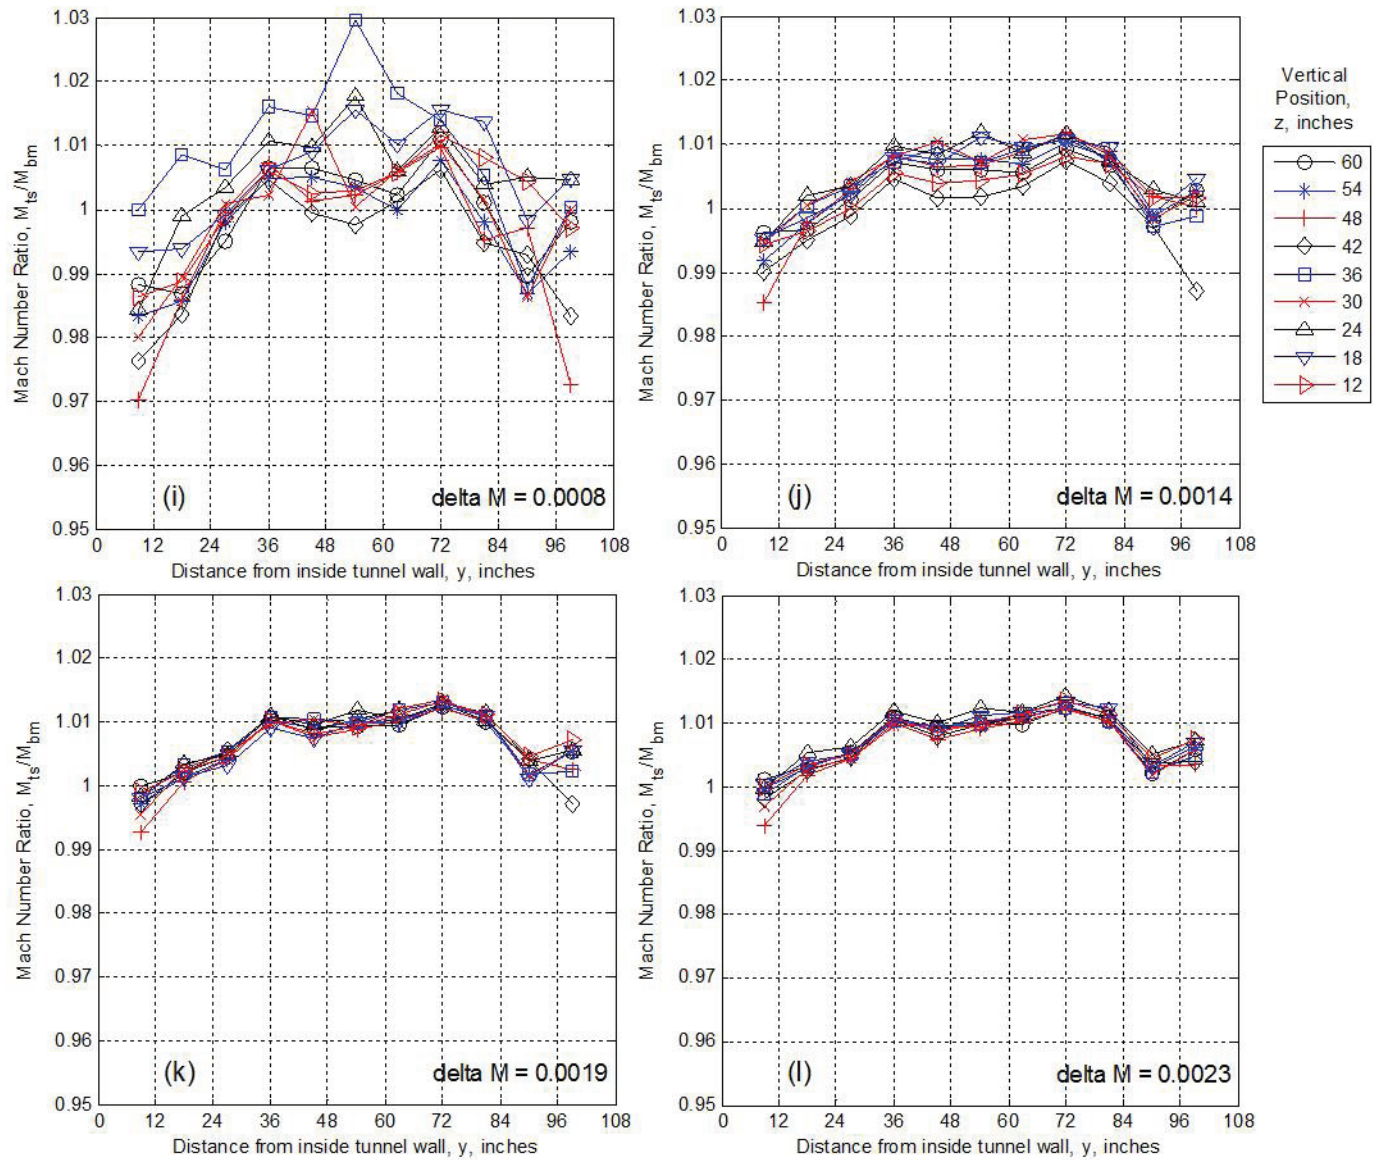 1.03
1.02
1.01
1
0.99
0.98
0.97
0.96
0.95
Mach Number Ratio, M_ts/M_bm
(i)
delta M = 0.0008
0 12 24 36 48 60 72 84 96 108
Distance from inside tunnel wall, y, inches
1.03
1.02
1.01
1
0.99
0.98
0.97
0.96
0.95
Mach Number Ratio, M_ts/M_bm
(j)
delta M = 0.0014
0 12 24 36 48 60 72 84 96 108
Distance from inside tunnel wall, y, inches
Vertical
Position,
z, inches
60
54
48
42
36
30
24
18
12
1.03
1.02
1.01
1
0.99
0.98
0.97
0.96
0.95
Mach Number Ratio, M_ts/M_bm
(k)
delta M = 0.0019
0 12 24 36 48 60 72 84 96 108
Distance from inside tunnel wall, y, inches
1.03
1.02
1.01
1
0.99
0.98
0.97
0.96
0.95
Mach Number Ratio, M_ts/M_bm
(l)
delta M = 0.0023
0 12 24 36 48 60 72 84 96 108
Distance from inside tunnel wall, y, inches